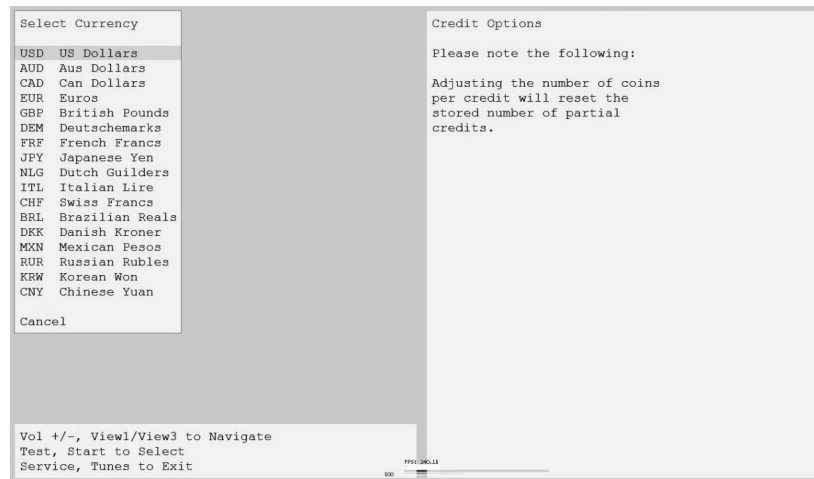 Select Currency
USD US Dollars
AUD Aus Dollars
CAD Can Dollars
EUR Euros
GBP British Pounds
DEM Deutschemarks
FRF French Francs
JPY Japanese Yen
NLG Dutch Guilders
ITL Italian Lire
CHF Swiss Francs
BRL Brazilian Reals
DKK Danish Kroner
MXN Mexican Pesos
RUR Russian Rubles
KRW Korean Won
CNY Chinese Yuan
Cancel
Vol +/-, View1/View3 to Navigate
Test, Start to Select
Service, Tunes to Exit
Credit Options
Please note the following:
Adjusting the number of coins
per credit will reset the
stored number of partial
credits.
FPS: 240.15